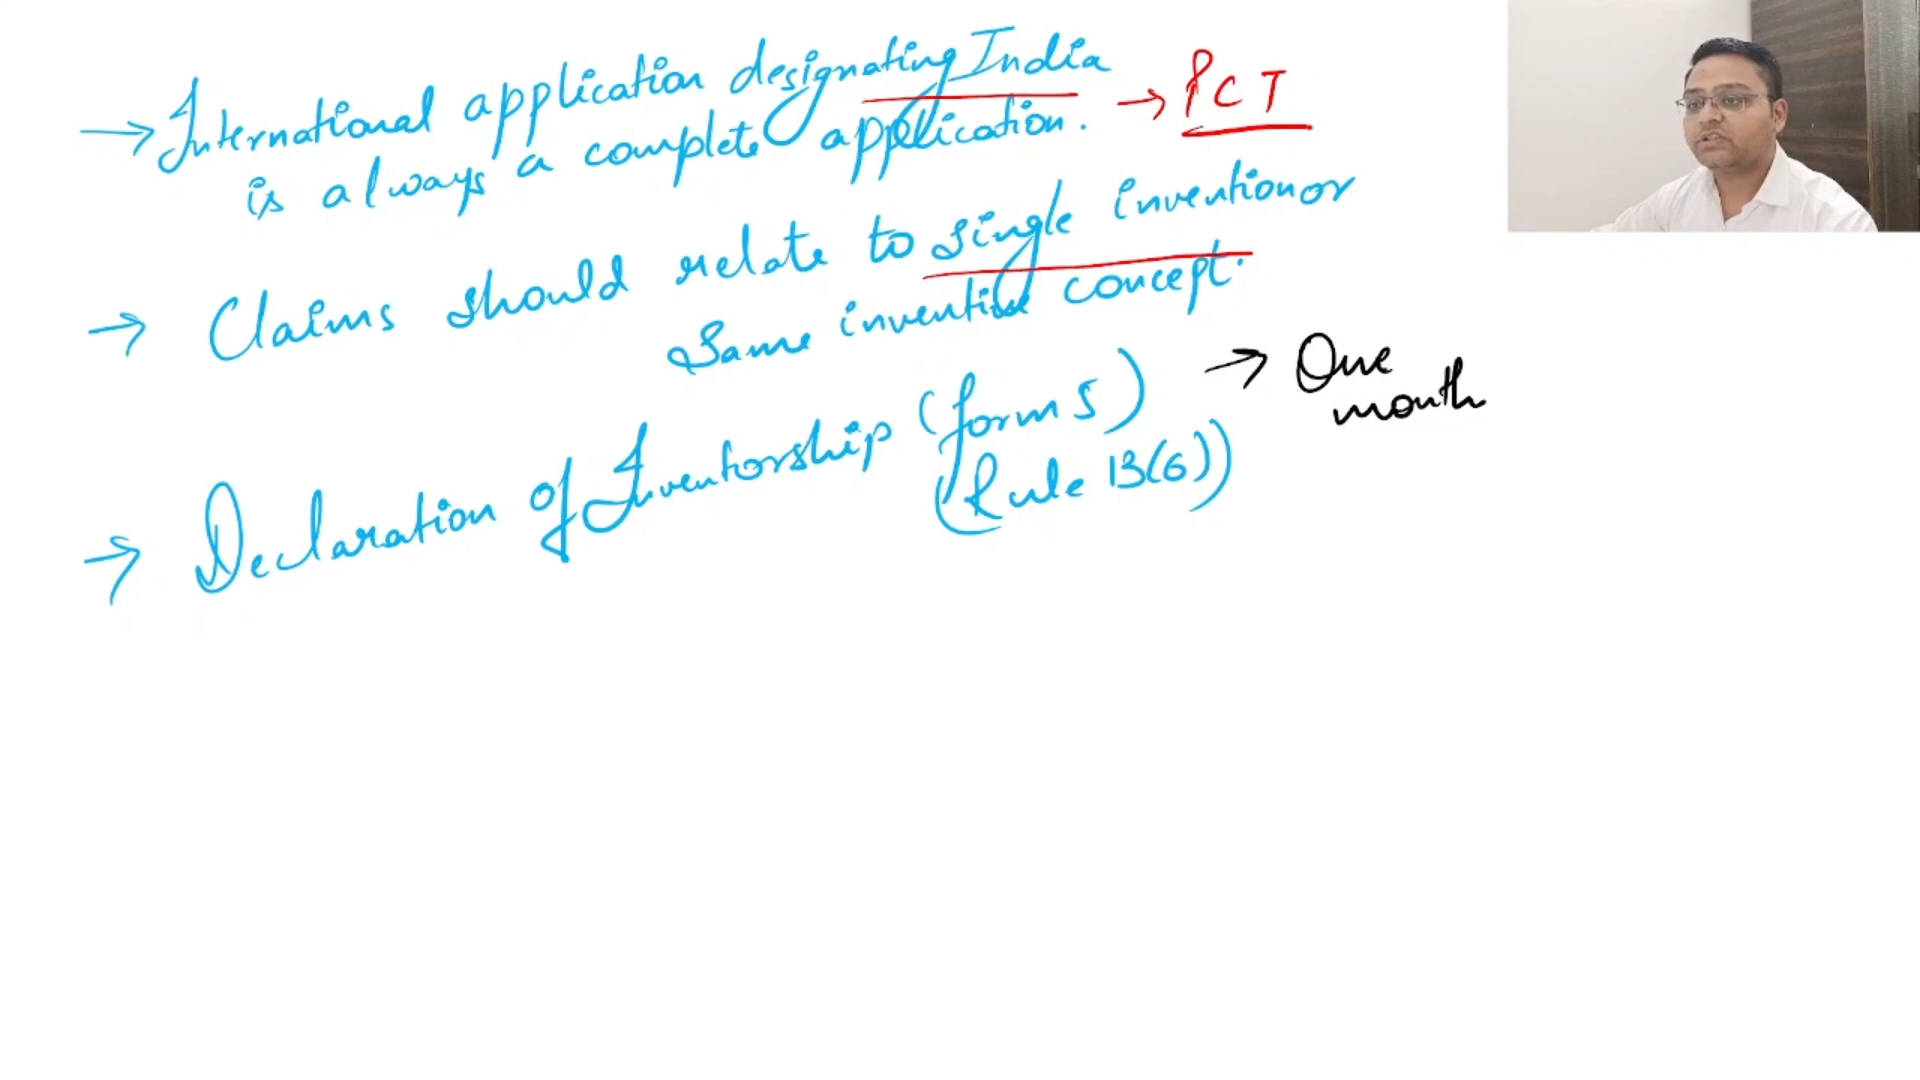 → International application designating India
is always a complete application. → PCT
→ Claims should relate to single invention or
same inventive concept.
→ Declaration of Inventorship (form 5) → One month
(Rule 13(6))